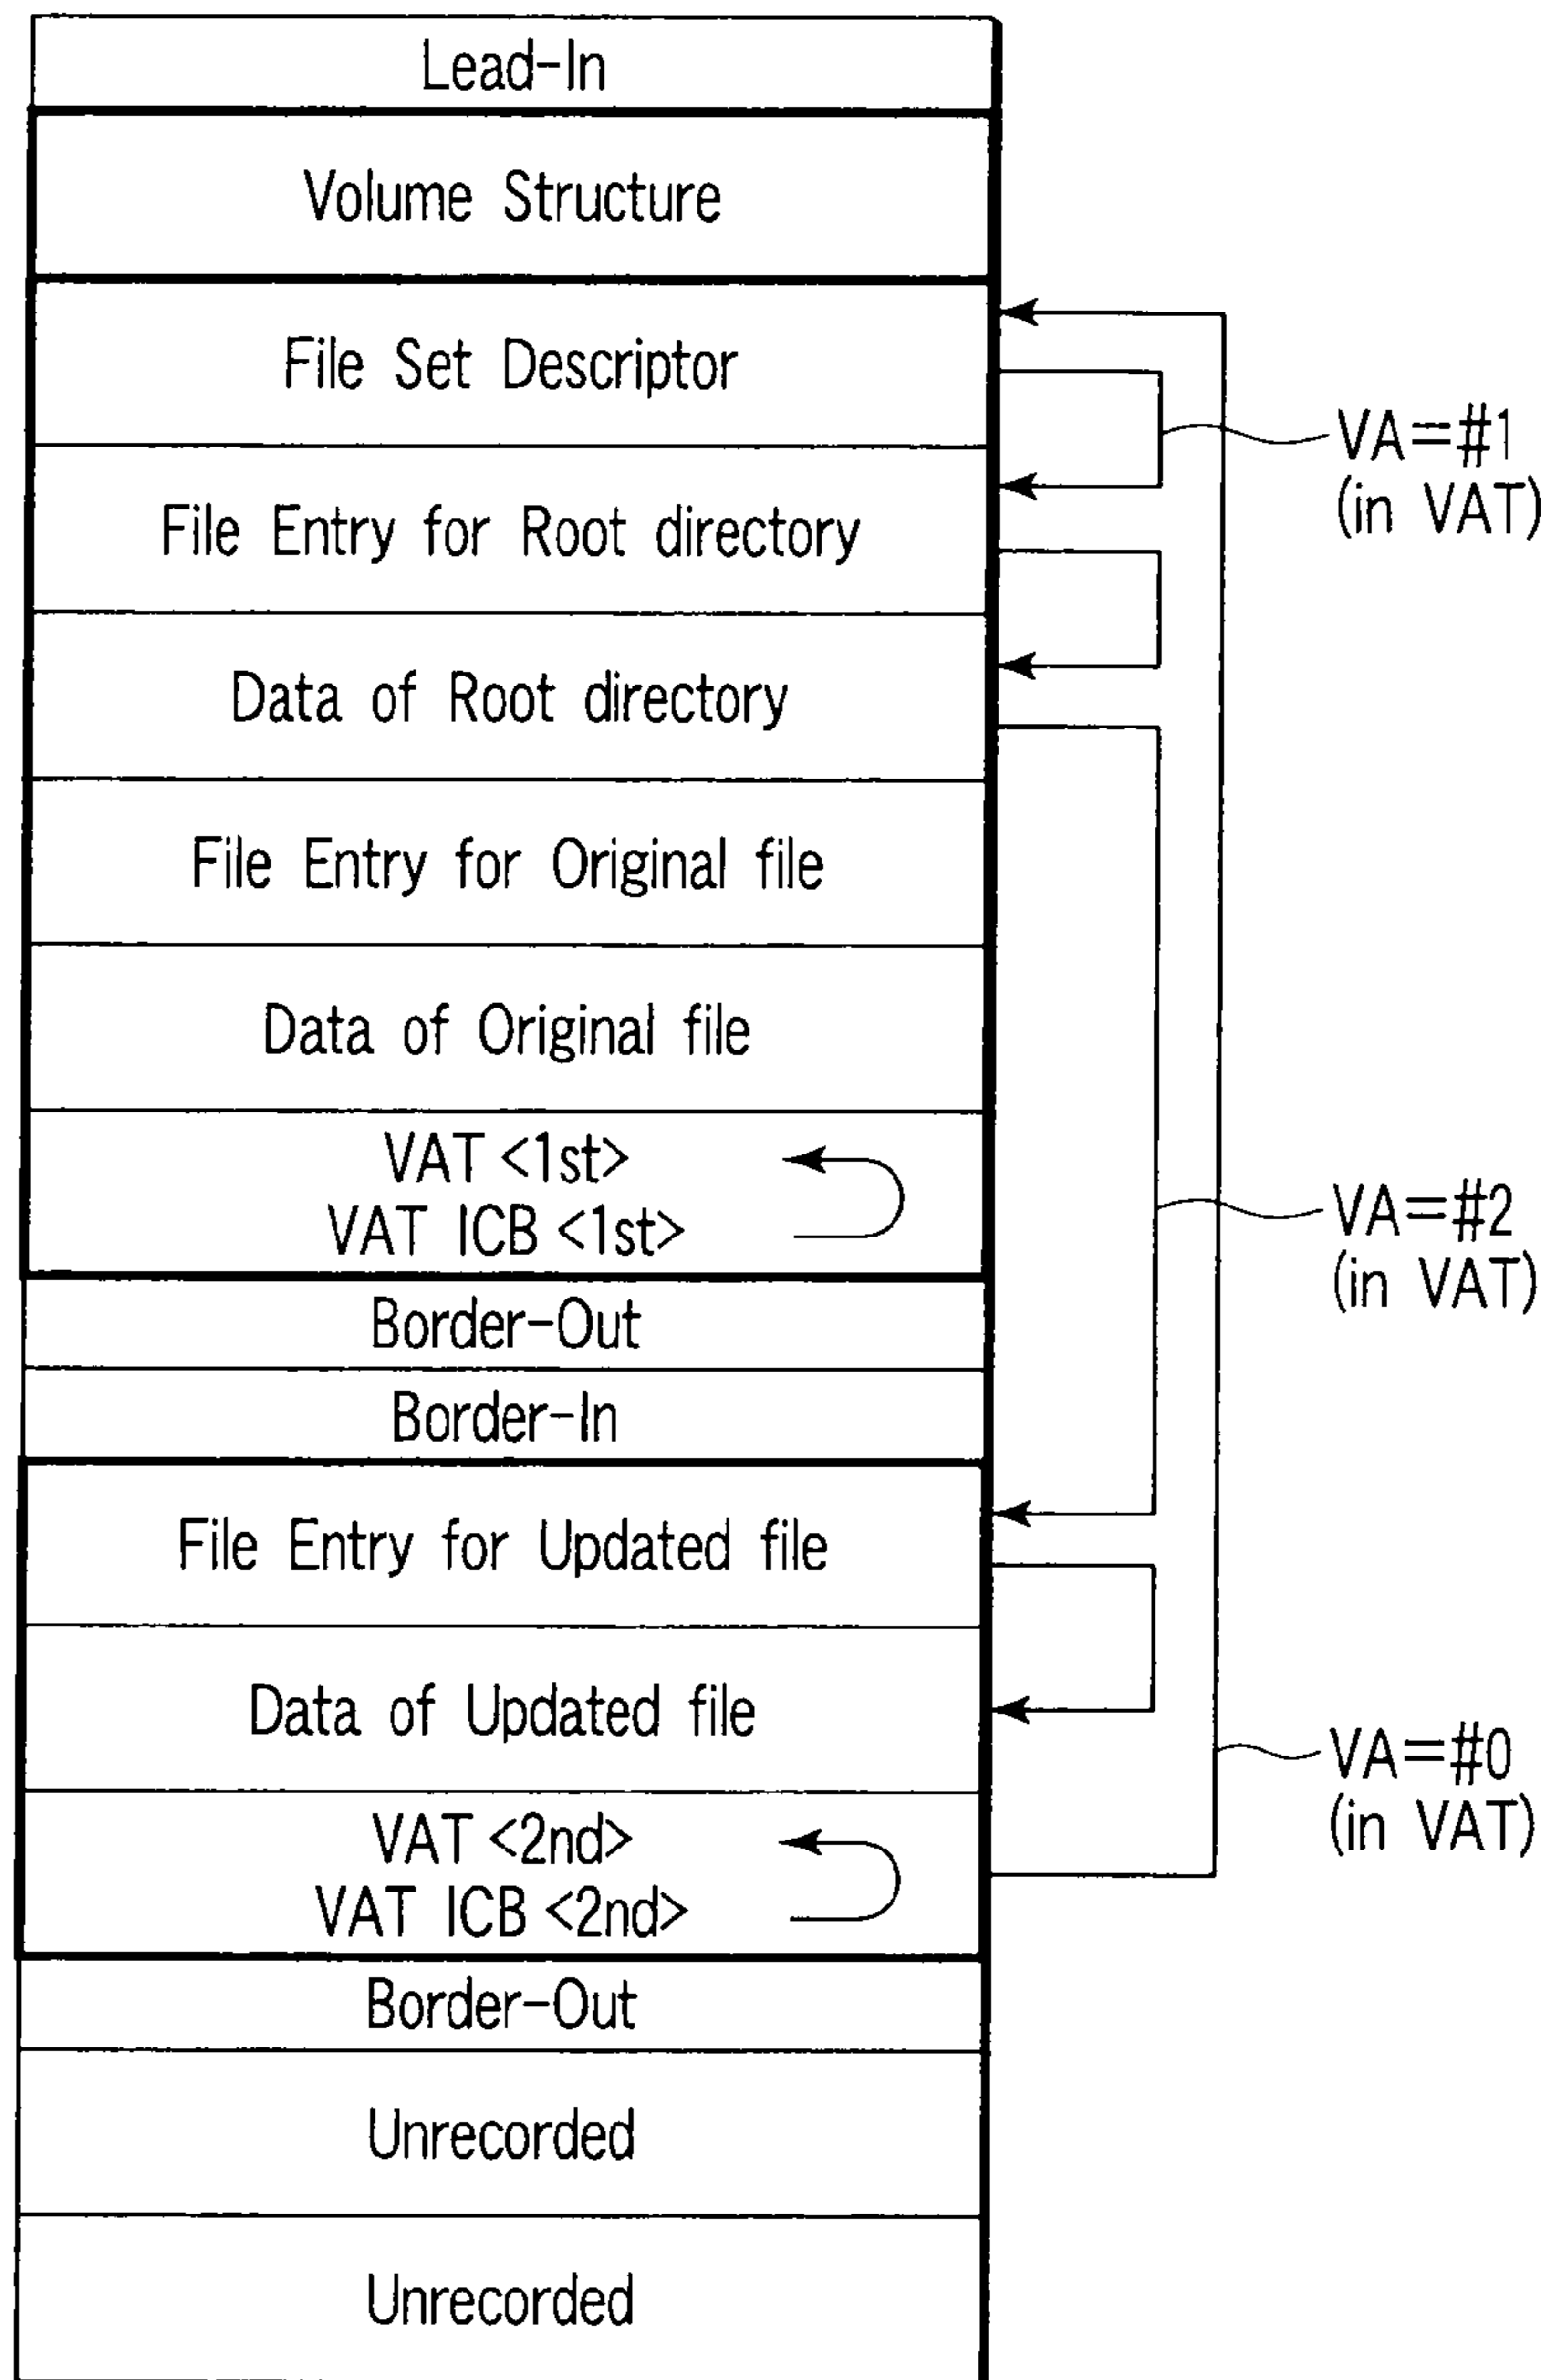 Lead-In
Volume Structure
File Set Descriptor
VA=#1
(in VAT)
File Entry for Root directory
Data of Root directory
File Entry for Original file
Data of Original file
VAT <1st>
VAT ICB <1st>
VA=#2
(in VAT)
Border-Out
Border-In
File Entry for Updated file
Data of Updated file
VA=#0
(in VAT)
VAT <2nd>
VAT ICB <2nd>
Border-Out
Unrecorded
Unrecorded